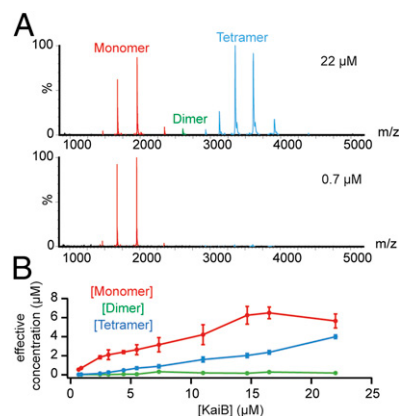 A
Monomer
Tetramer
Dimer
22 µM
100
%
0
1000 2000 3000 4000 5000 m/z
0.7 µM
100
%
0
1000 2000 3000 4000 5000 m/z
B
[Monomer]
[Dimer]
[Tetramer]
effective
concentration (µM)
8
6
4
2
0
0 5 10 15 20 25
[KaiB] (µM)